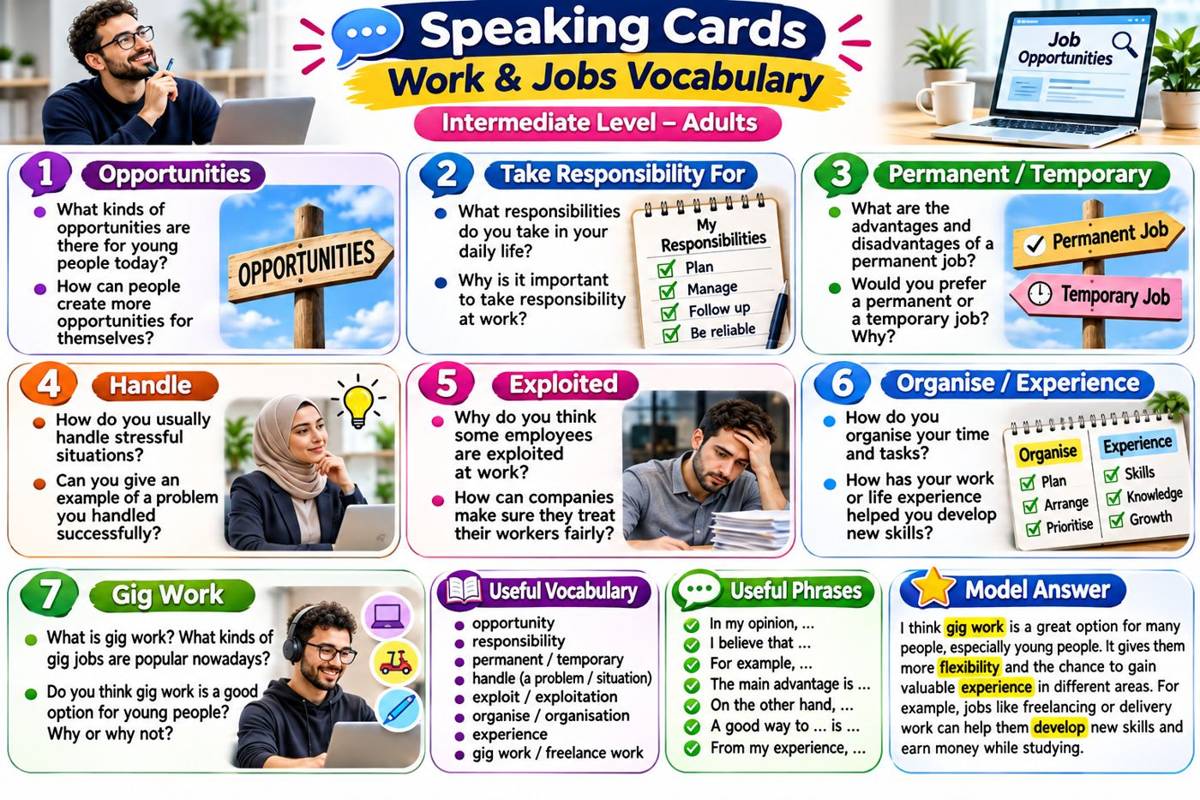 Speaking Cards
Work & Jobs Vocabulary
Intermediate Level – Adults
Job
Opportunities
1 Opportunities
What kinds of
opportunities are
there for young
people today?
How can people
create more
opportunities for
themselves?
OPPORTUNITIES
2 Take Responsibility For
What responsibilities
do you take in your
daily life?
Why is it important
to take responsibility
at work?
My
Responsibilities
Plan
Manage
Follow up
Be reliable
3 Permanent / Temporary
What are the
advantages and
disadvantages of a
permanent job?
Would you prefer
a permanent or
a temporary job?
Why?
Permanent Job
Temporary Job
4 Handle
How do you usually
handle stressful
situations?
Can you give an
example of a problem
you handled
successfully?
5 Exploited
Why do you think
some employees
are exploited
at work?
How can companies
make sure they treat
their workers fairly?
6 Organise / Experience
How do you
organise your time
and tasks?
How has your work
or life experience
helped you develop
new skills?
Organise
Plan
Arrange
Prioritise
Experience
Skills
Knowledge
Growth
7 Gig Work
What is gig work? What kinds of
gig jobs are popular nowadays?
Do you think gig work is a good
option for young people?
Why or why not?
Useful Vocabulary
opportunity
responsibility
permanent / temporary
handle (a problem / situation)
exploit / exploitation
organise / organisation
experience
gig work / freelance work
Useful Phrases
In my opinion, ...
I believe that ...
For example, ...
The main advantage is ...
On the other hand, ...
A good way to ... is ...
From my experience, ...
Model Answer
I think gig work is a great option for many
people, especially young people. It gives them
more flexibility and the chance to gain
valuable experience in different areas. For
example, jobs like freelancing or delivery
work can help them develop new skills and
earn money while studying.